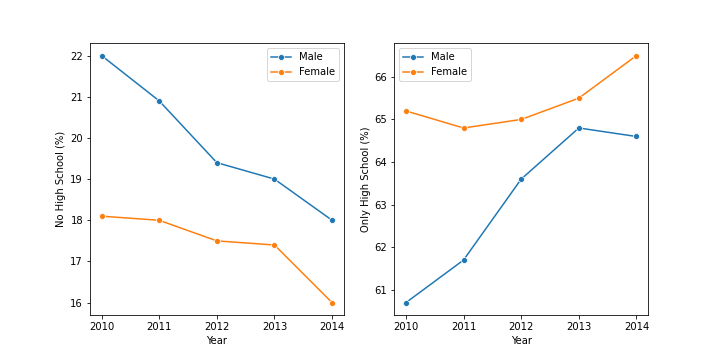 No High School (%)
22
21
20
19
18
17
16
Male
Female
2010 2011 2012 2013 2014
Year
Only High School (%)
66
65
64
63
62
61
Male
Female
2010 2011 2012 2013 2014
Year